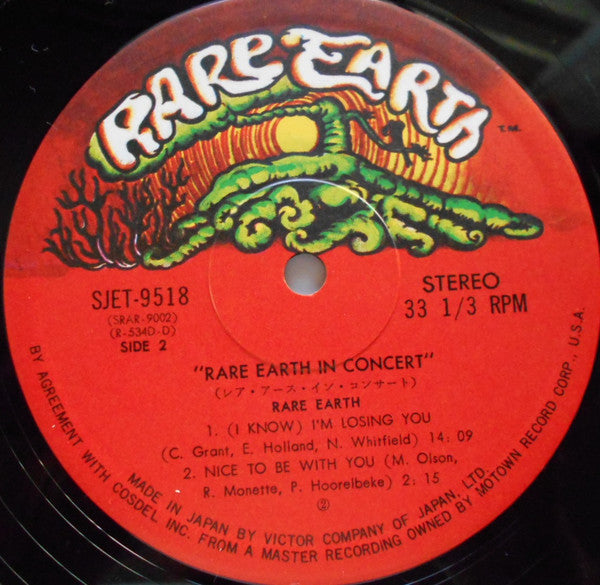 RARE EARTH
T.M.
SJET-9518
(SRAR-9002)
(R-534D-D)
SIDE 2
STEREO
33 1/3 RPM
"RARE EARTH IN CONCERT"
(レア・アース・イン・コンサート)
RARE EARTH
1. (I KNOW) I'M LOSING YOU
(C. Grant, E. Holland, N. Whitfield) 14:09
2. NICE TO BE WITH YOU (M. Olson,
R. Monette, P. Hoorelbeke) 2:15
②
MADE IN JAPAN BY VICTOR COMPANY OF JAPAN, LTD.
BY AGREEMENT WITH COSDEL INC. FROM A MASTER RECORDING OWNED BY MOTOWN RECORD CORP., U.S.A.